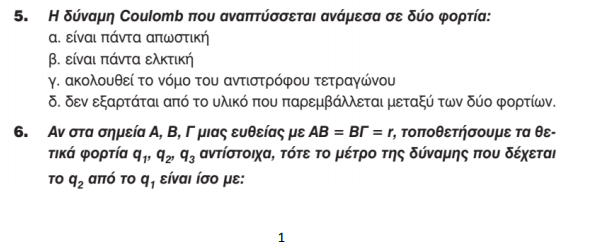 5. Η δύναμη Coulomb που αναπτύσσεται ανάμεσα σε δύο φορτία:
α. είναι πάντα απωστική
β. είναι πάντα ελκτική
γ. ακολουθεί το νόμο του αντιστρόφου τετραγώνου
δ. δεν εξαρτάται από το υλικό που παρεμβάλλεται μεταξύ των δύο φορτίων.
6. Αν στα σημεία Α, Β, Γ μιας ευθείας με ΑΒ = ΒΓ = r, τοποθετήσουμε τα θε-
τικά φορτία q₁, q₂, q₃ αντίστοιχα, τότε το μέτρο της δύναμης που δέχεται
το q₂ από το q₁ είναι ίσο με:
1